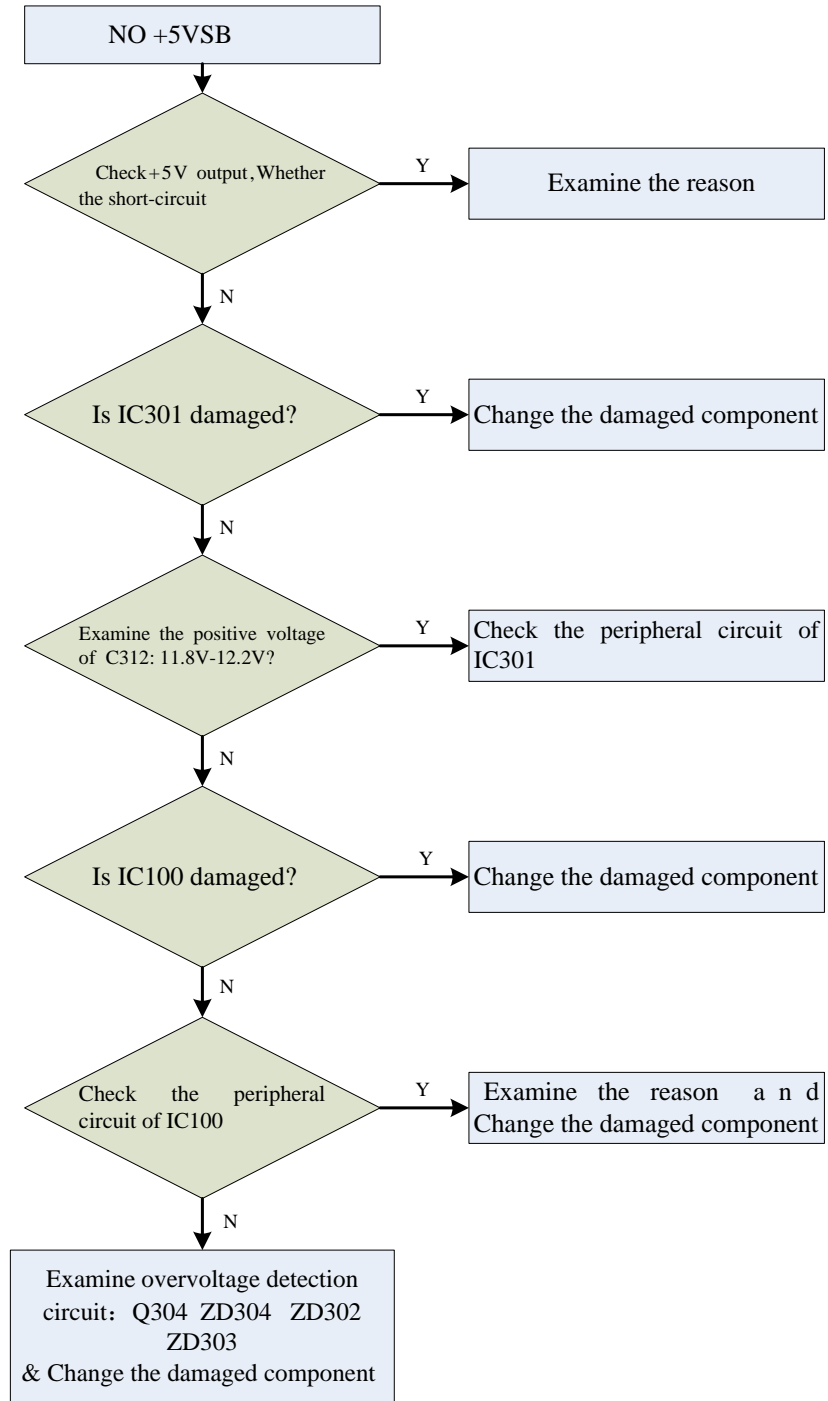 NO +5VSB
Check+5V output,Whether
the short-circuit
Y
Examine the reason
N
Is IC301 damaged?
Y
Change the damaged component
N
Examine the positive voltage
of C312: 11.8V-12.2V?
Y
Check the peripheral circuit of
IC301
N
Is IC100 damaged?
Y
Change the damaged component
N
Check the peripheral
circuit of IC100
Y
Examine the reason a n d
Change the damaged component
N
Examine overvoltage detection
circuit：Q304 ZD304 ZD302
ZD303
& Change the damaged component